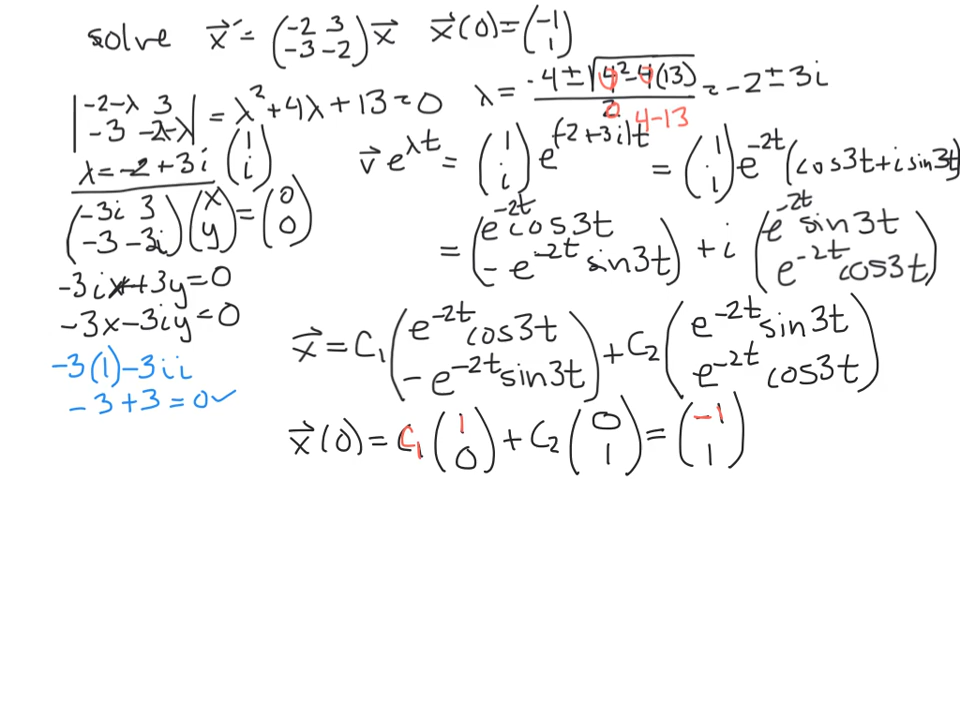 solve x⃗' = (-2 3; -3 -2) x⃗   x⃗(0) = (-1; 1)
|-2-λ 3; -3 -2-λ| = λ² + 4λ + 13 = 0   λ = (-4 ± √(4² - 4(13)))/2 = -2 ± 3i
4-13
λ = -2 + 3i (1; i)   v⃗ e^λt = (1; i) e^(-2+3i)t = (1; i) e^-2t (cos3t + i sin3t)
(-3i 3; -3 -3i)(x; y) = (0; 0)   = (e^-2t cos3t; -e^-2t sin3t) + i (e^-2t sin3t; e^-2t cos3t)
-3ix + 3y = 0
-3x - 3iy = 0
-3(1) - 3ii
-3 + 3 = 0 ✓
x⃗ = C₁ (e^-2t cos3t; -e^-2t sin3t) + C₂ (e^-2t sin3t; e^-2t cos3t)
x⃗(0) = C₁ (1; 0) + C₂ (0; 1) = (-1; 1)